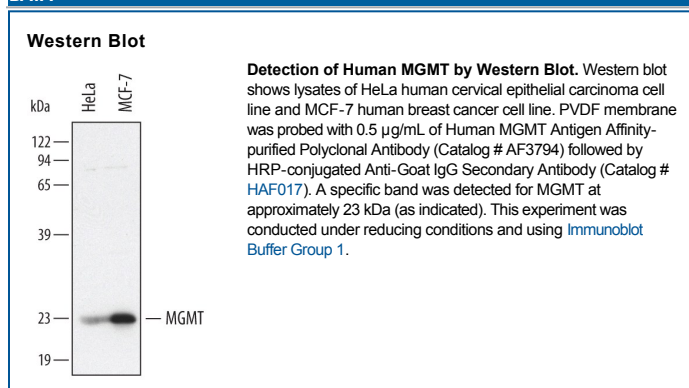 Western Blot
HeLa
MCF-7
kDa
122
94
65
39
23
19
MGMT
Detection of Human MGMT by Western Blot. Western blot
shows lysates of HeLa human cervical epithelial carcinoma cell
line and MCF-7 human breast cancer cell line. PVDF membrane
was probed with 0.5 µg/mL of Human MGMT Antigen Affinity-
purified Polyclonal Antibody (Catalog # AF3794) followed by
HRP-conjugated Anti-Goat IgG Secondary Antibody (Catalog #
HAF017). A specific band was detected for MGMT at
approximately 23 kDa (as indicated). This experiment was
conducted under reducing conditions and using Immunoblot
Buffer Group 1.